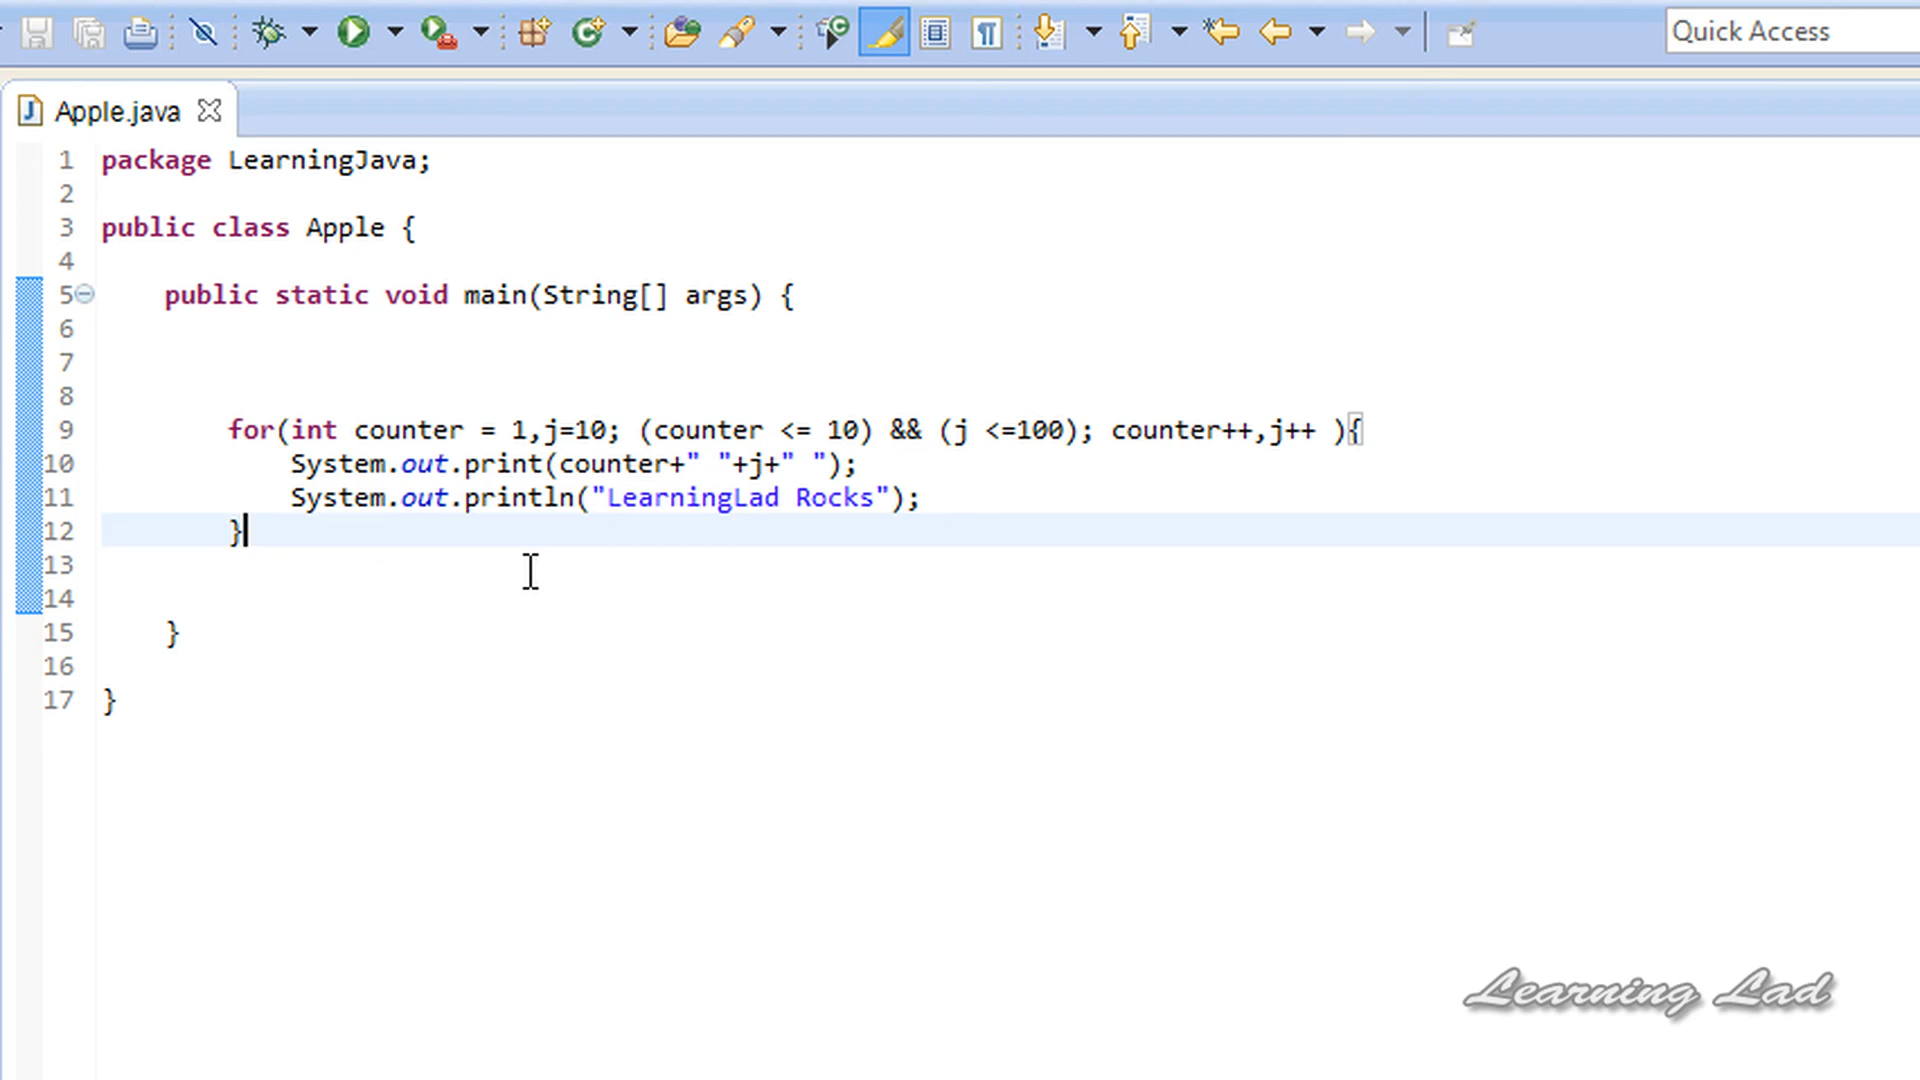 Quick Access
Apple.java
1 package LearningJava;
2
3 public class Apple {
4
5 public static void main(String[] args) {
6
7
8
9 for(int counter = 1,j=10; (counter <= 10) && (j <=100); counter++,j++ ){
10 System.out.print(counter+" "+j+" ");
11 System.out.println("LearningLad Rocks");
12 }
13
14
15 }
16
17 }
Learning Lad